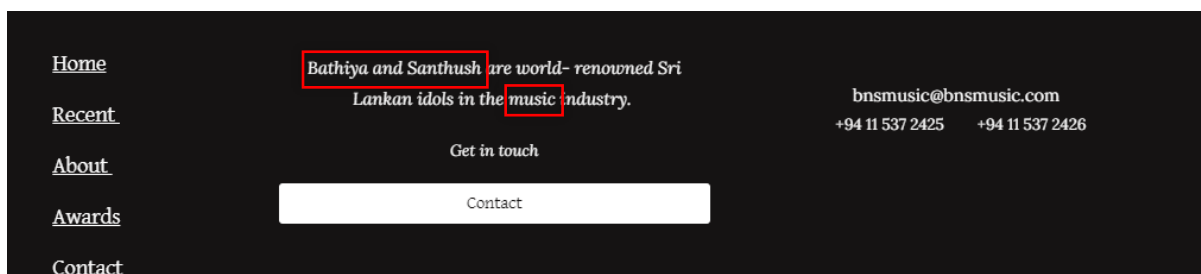 Home
Recent
About
Awards
Contact
Bathiya and Santhush are world- renowned Sri
Lankan idols in the music industry.
Get in touch
Contact
bnsmusic@bnsmusic.com
+94 11 537 2425 +94 11 537 2426